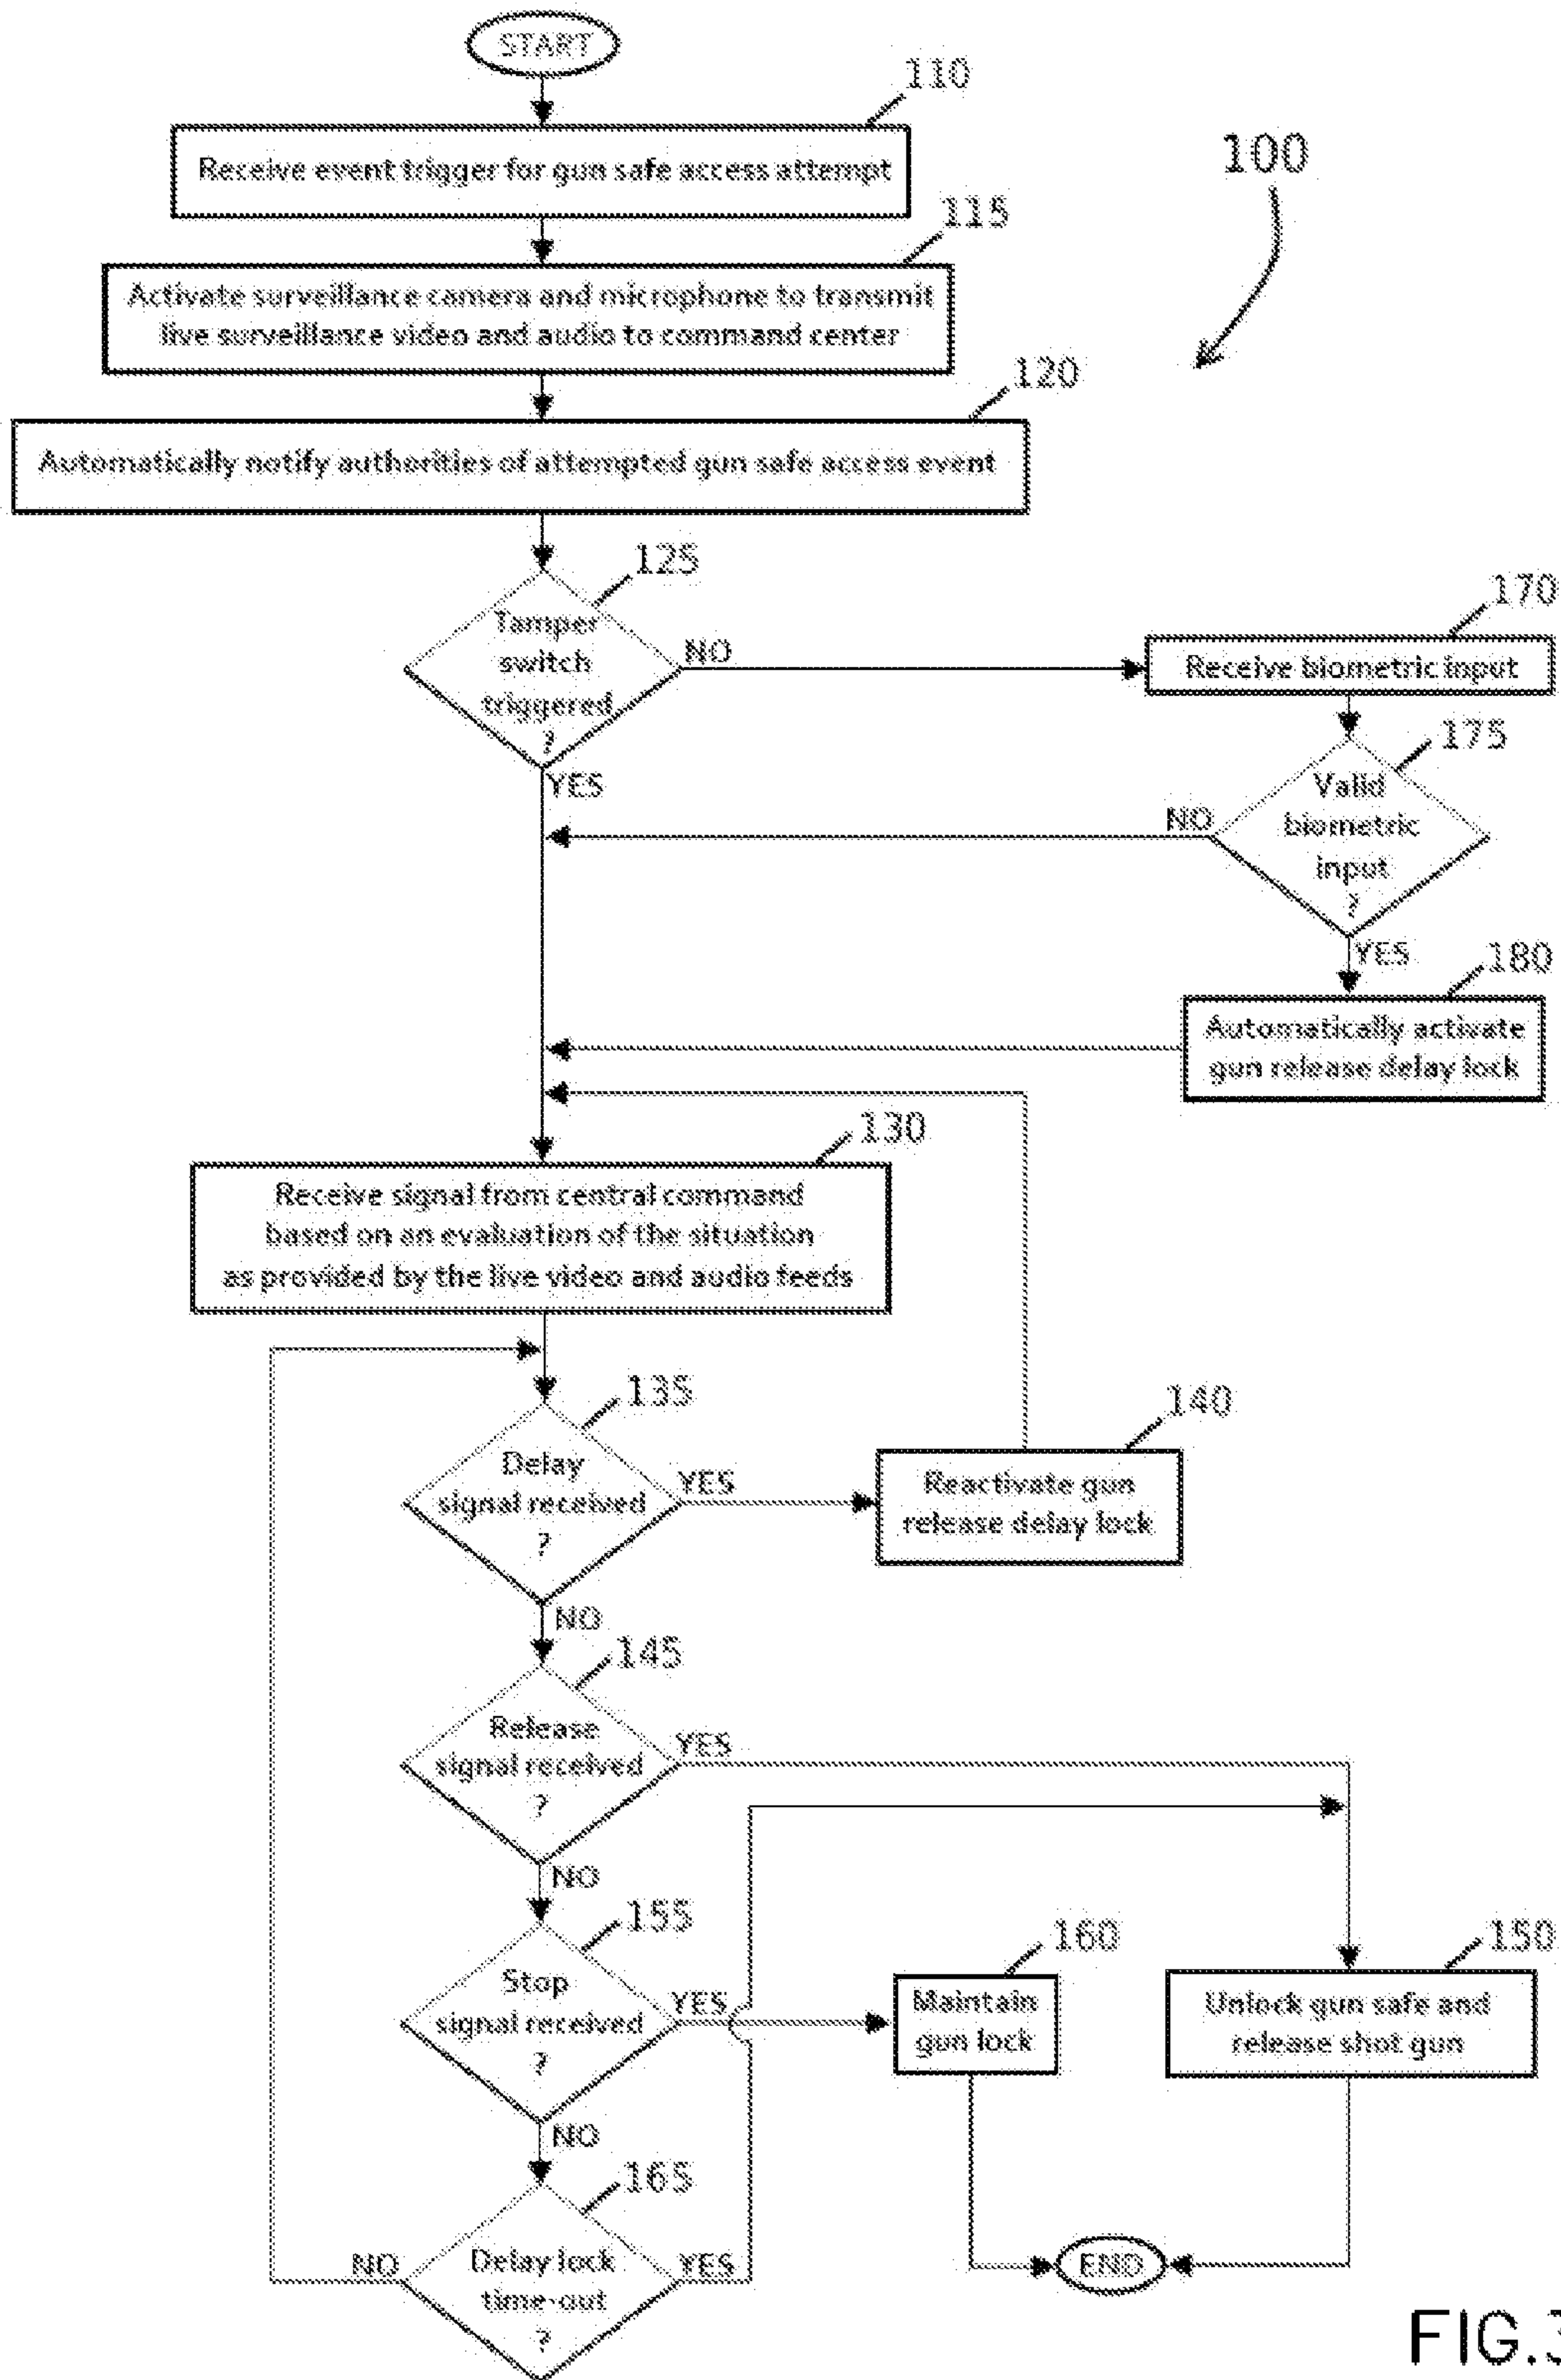 START
110
Receive event trigger for gun safe access attempt
100
115
Activate surveillance camera and microphone to transmit
live surveillance video and audio to command center
120
Automatically notify authorities of attempted gun safe access event
125
Tamper
switch
triggered
?
NO
YES
170
Receive biometric input
175
Valid
biometric
input
?
NO
YES
180
Automatically activate
gun release delay lock
130
Receive signal from central command
based on an evaluation of the situation
as provided by the live video and audio feeds
135
Delay
signal received
?
YES
NO
140
Reactivate gun
release delay lock
145
Release
signal received
?
YES
NO
155
Stop
signal received
?
YES
NO
160
Maintain
gun lock
150
Unlock gun safe and
release shot gun
165
Delay lock
time-out
?
NO
YES
END
FIG.3